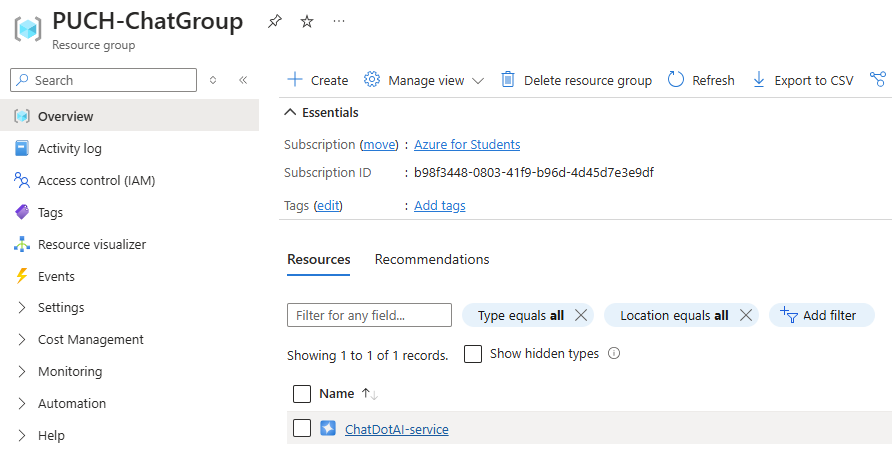 PUCH-ChatGroup
Resource group
Search
Overview
Activity log
Access control (IAM)
Tags
Resource visualizer
Events
Settings
Cost Management
Monitoring
Automation
Help
Create Manage view Delete resource group Refresh Export to CSV
Essentials
Subscription (move) : Azure for Students
Subscription ID : b98f3448-0803-41f9-b96d-4d45d7e3e9df
Tags (edit) : Add tags
Resources Recommendations
Filter for any field... Type equals all Location equals all Add filter
Showing 1 to 1 of 1 records. Show hidden types
Name
ChatDotAI-service